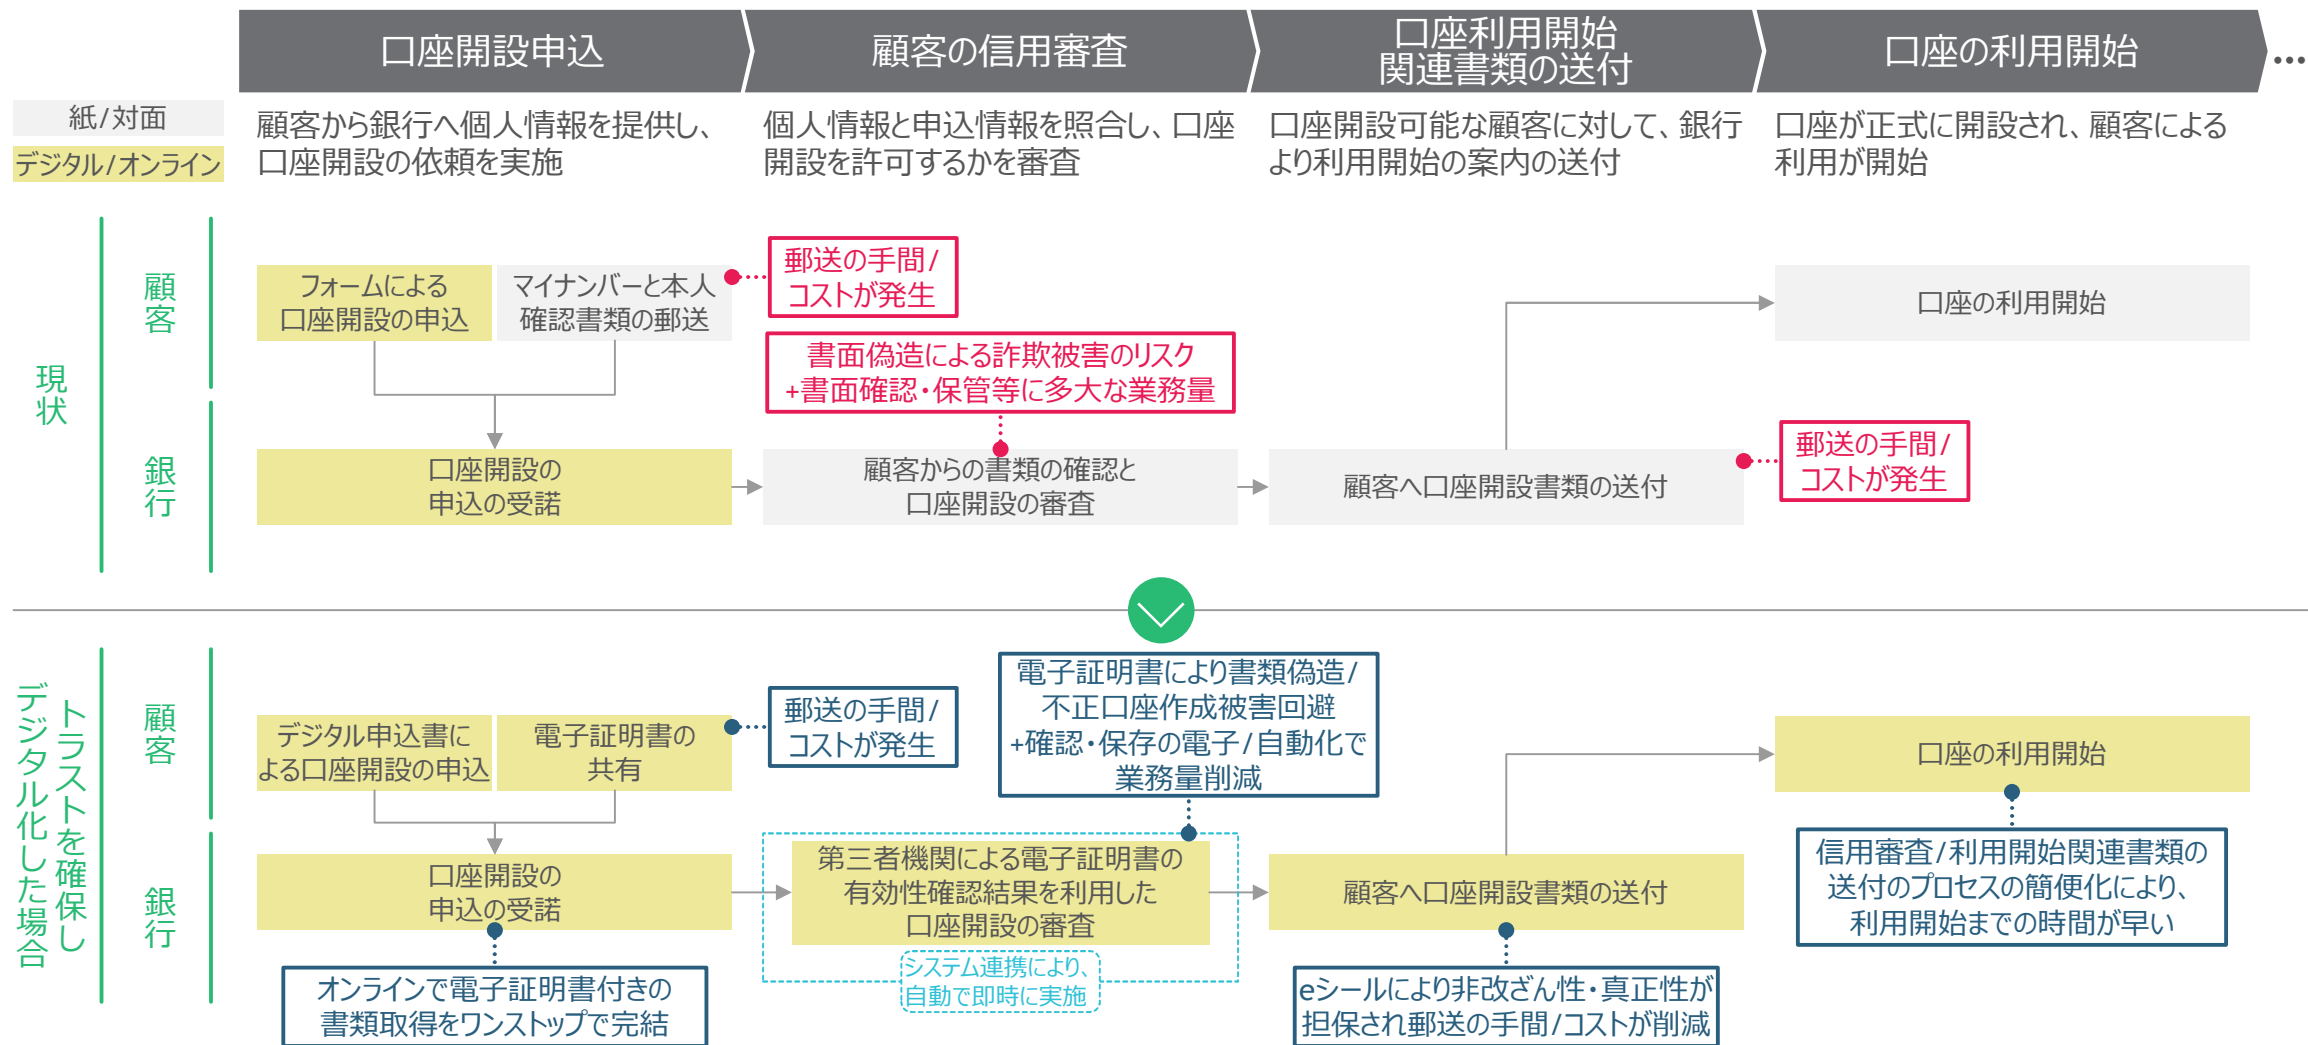 口座開設申込
顧客の信用審査
口座利用開始
関連書類の送付
口座の利用開始
…
紙/対面
デジタル/オンライン
顧客から銀行へ個人情報を提供し、
口座開設の依頼を実施
個人情報と申込情報を照合し、口座
開設を許可するかを審査
口座開設可能な顧客に対して、銀行
より利用開始の案内の送付
口座が正式に開設され、顧客による
利用が開始
現状
顧客
フォームによる
口座開設の申込
マイナンバーと本人
確認書類の郵送
郵送の手間/
コストが発生
書面偽造による詐欺被害のリスク
+書面確認・保管等に多大な業務量
口座の利用開始
銀行
口座開設の
申込の受諾
顧客からの書類の確認と
口座開設の審査
顧客へ口座開設書類の送付
郵送の手間/
コストが発生
トラストを確保し
デジタル化した場合
顧客
デジタル申込書に
よる口座開設の申込
電子証明書の
共有
郵送の手間/
コストが発生
電子証明書により書類偽造/
不正口座作成被害回避
+確認・保存の電子/自動化で
業務量削減
口座の利用開始
信用審査/利用開始関連書類の
送付のプロセスの簡便化により、
利用開始までの時間が早い
銀行
口座開設の
申込の受諾
第三者機関による電子証明書の
有効性確認結果を利用した
口座開設の審査
顧客へ口座開設書類の送付
システム連携により、
自動で即時に実施
オンラインで電子証明書付きの
書類取得をワンストップで完結
eシールにより非改ざん性・真正性が
担保され郵送の手間/コストが削減